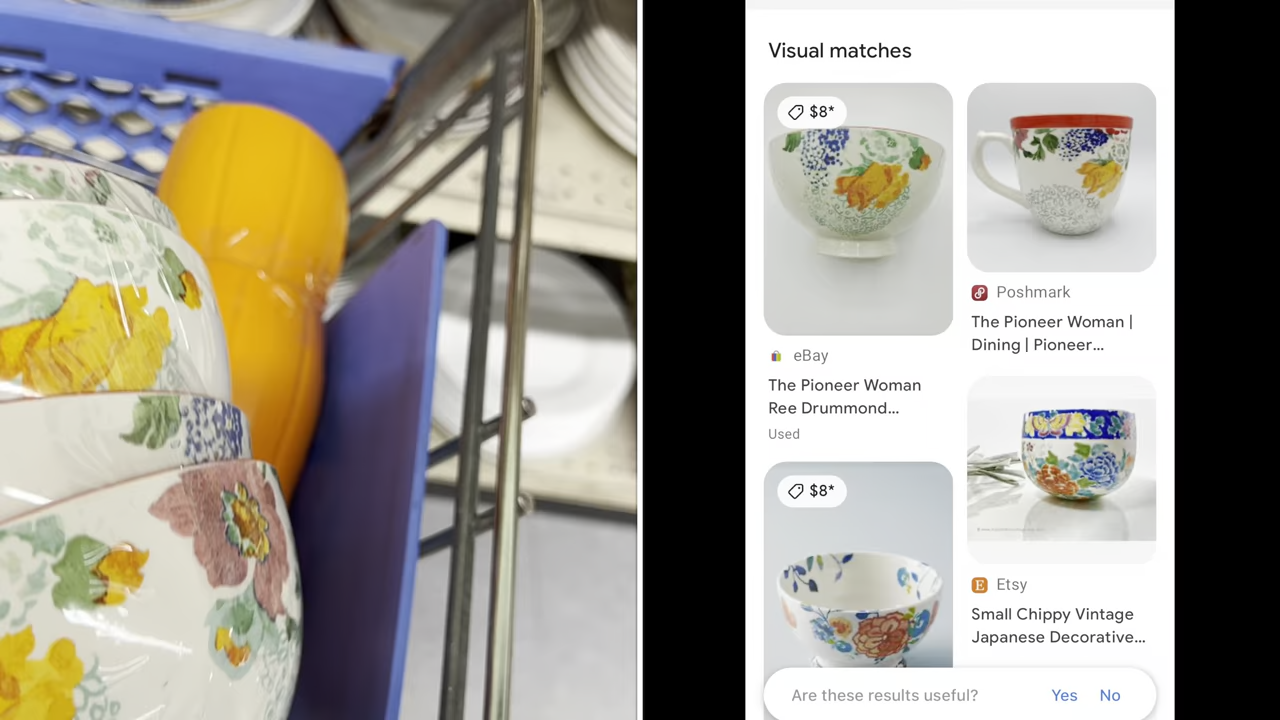 Visual matches
$8*
eBay
The Pioneer Woman
Ree Drummond...
Used
Poshmark
The Pioneer Woman |
Dining | Pioneer...
$8*
Etsy
Small Chippy Vintage
Japanese Decorative...
Are these results useful?
Yes No